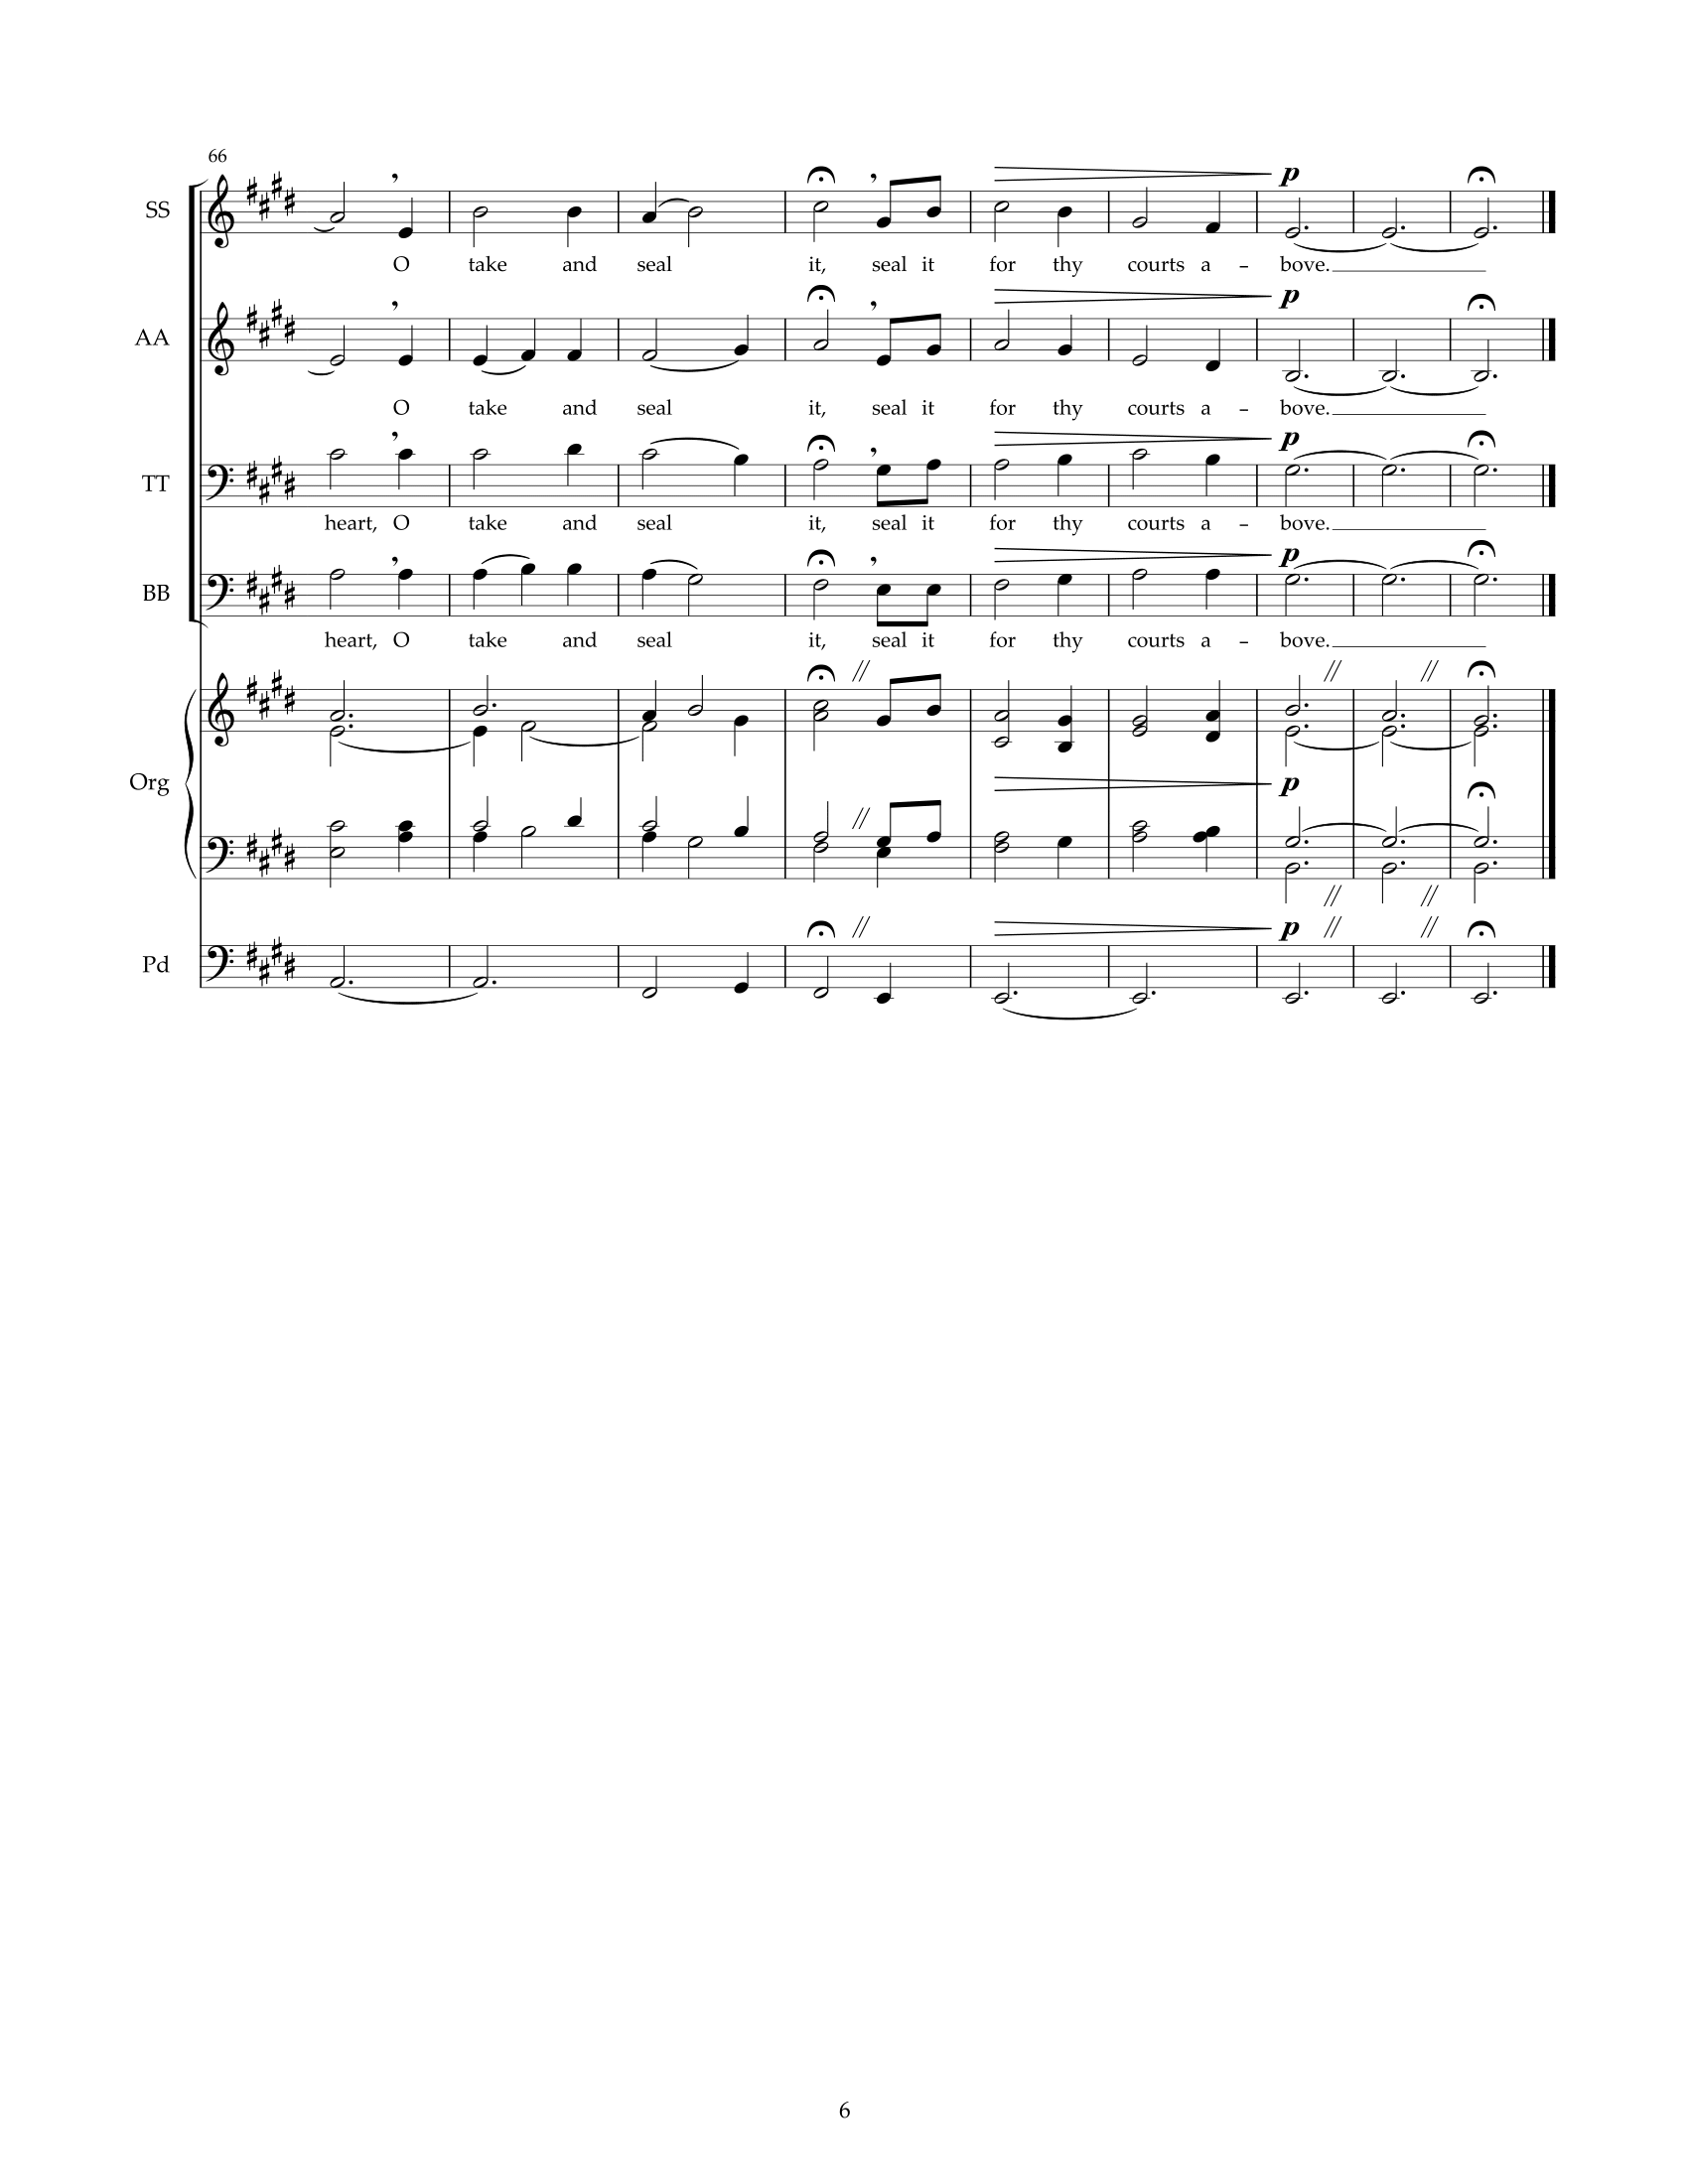 66
SS
O take and seal it, seal it for thy courts a - bove.
p
AA
O take and seal it, seal it for thy courts a - bove.
p
TT
heart, O take and seal it, seal it for thy courts a - bove.
p
BB
heart, O take and seal it, seal it for thy courts a - bove.
Org
p
p
Pd
6